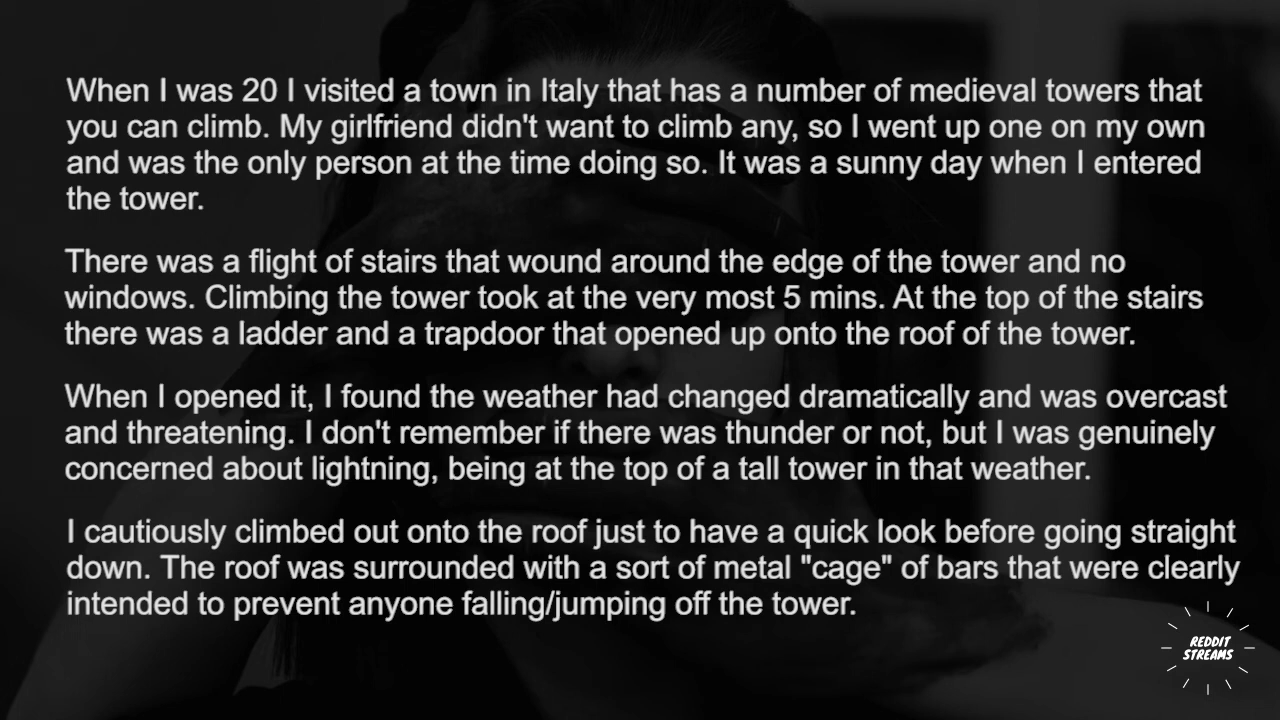 When I was 20 I visited a town in Italy that has a number of medieval towers that
you can climb. My girlfriend didn't want to climb any, so I went up one on my own
and was the only person at the time doing so. It was a sunny day when I entered
the tower.
There was a flight of stairs that wound around the edge of the tower and no
windows. Climbing the tower took at the very most 5 mins. At the top of the stairs
there was a ladder and a trapdoor that opened up onto the roof of the tower.
When I opened it, I found the weather had changed dramatically and was overcast
and threatening. I don't remember if there was thunder or not, but I was genuinely
concerned about lightning, being at the top of a tall tower in that weather.
I cautiously climbed out onto the roof just to have a quick look before going straight
down. The roof was surrounded with a sort of metal "cage" of bars that were clearly
intended to prevent anyone falling/jumping off the tower.
REDDIT
STREAMS